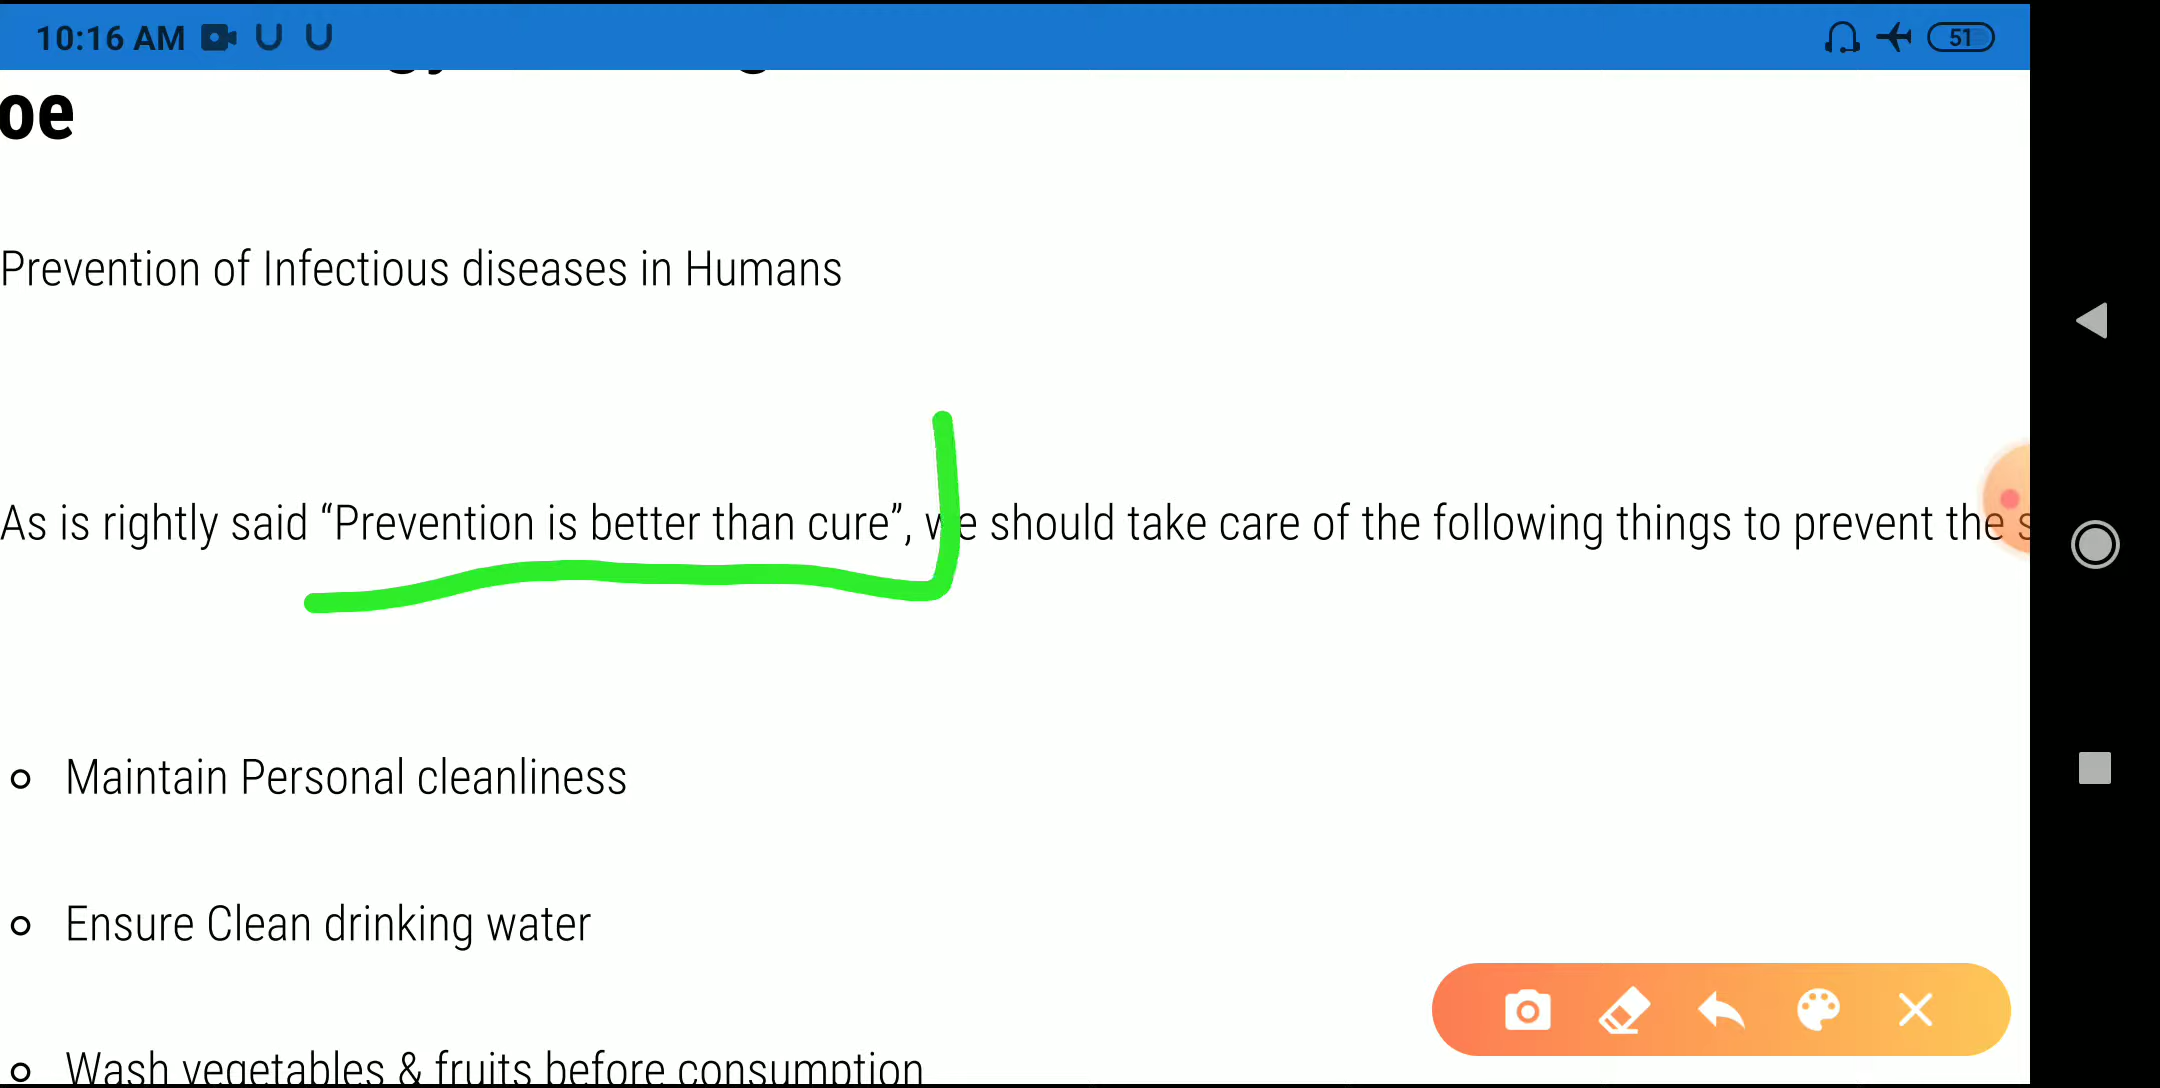 10:16 AM
51
oe
Prevention of Infectious diseases in Humans
As is rightly said “Prevention is better than cure”, we should take care of the following things to prevent the s
Maintain Personal cleanliness
Ensure Clean drinking water
Wash vegetables & fruits before consumption